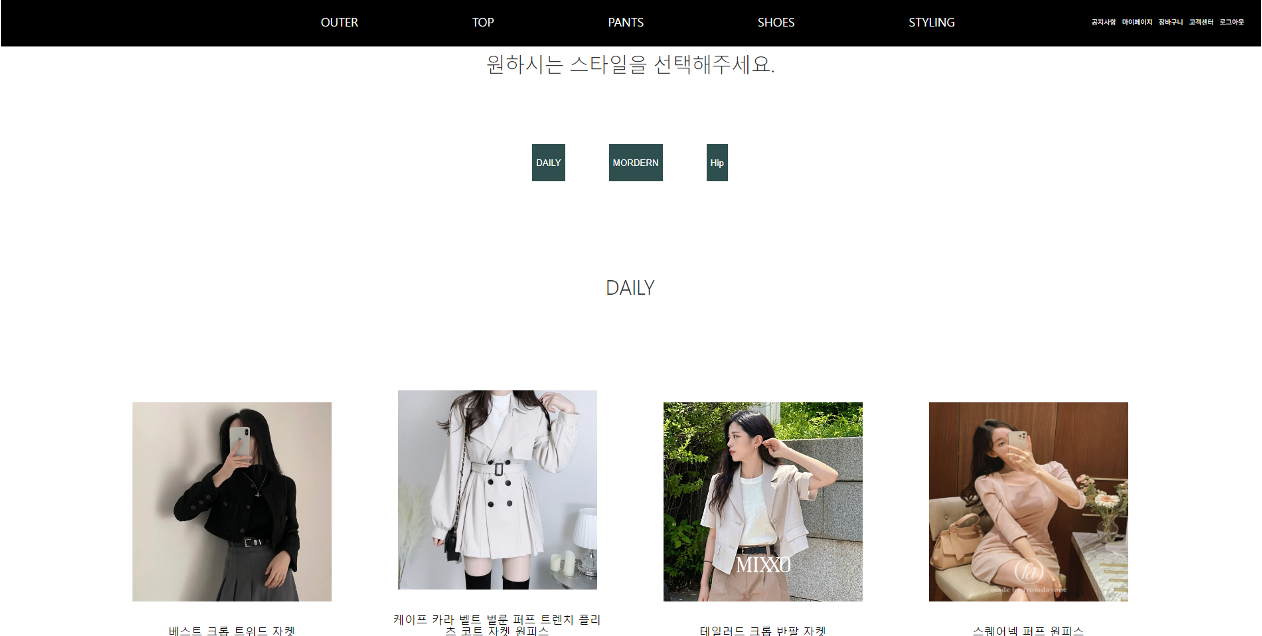 OUTER TOP PANTS SHOES STYLING 공지사항 마이페이지 장바구니 고객센터 로그아웃
원하시는 스타일을 선택해주세요.
DAILY MORDERN Hip
DAILY
MIXXO
베스트 크롭 트위드 자켓
케이프 카라 벨트 벌룬 퍼프 트렌치 플리
츠 코트 자켓 원피스
테일러드 크롭 반팔 자켓
스퀘어넥 퍼프 원피스